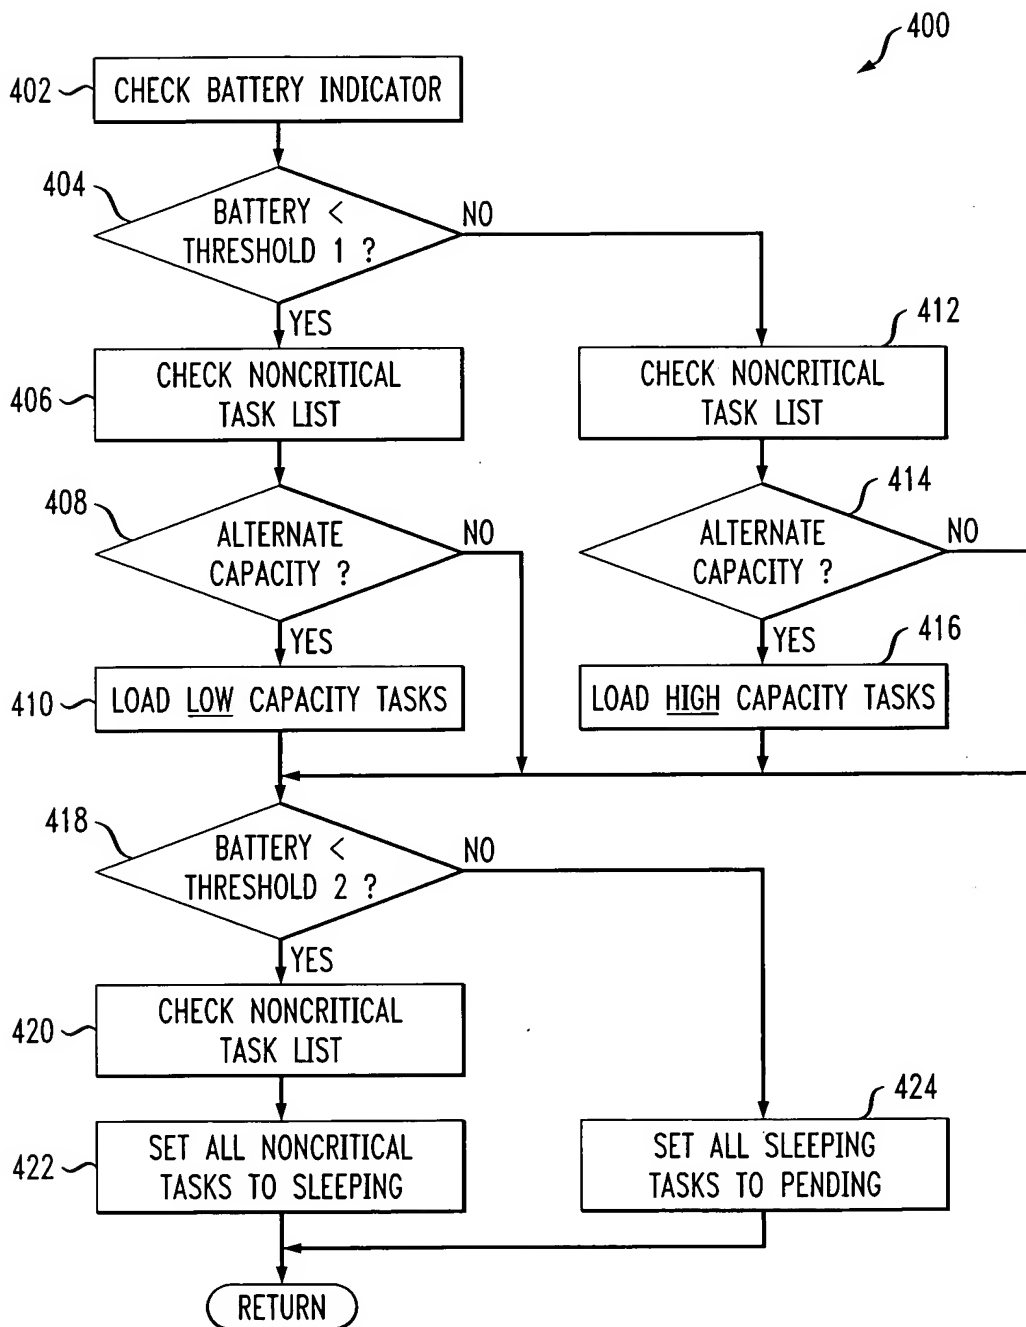 400
402
CHECK BATTERY INDICATOR
404
BATTERY <
THRESHOLD 1 ?
NO
YES
406
CHECK NONCRITICAL
TASK LIST
412
CHECK NONCRITICAL
TASK LIST
408
ALTERNATE
CAPACITY ?
NO
YES
414
ALTERNATE
CAPACITY ?
NO
YES
410
LOAD LOW CAPACITY TASKS
416
LOAD HIGH CAPACITY TASKS
418
BATTERY <
THRESHOLD 2 ?
NO
YES
420
CHECK NONCRITICAL
TASK LIST
422
SET ALL NONCRITICAL
TASKS TO SLEEPING
424
SET ALL SLEEPING
TASKS TO PENDING
RETURN